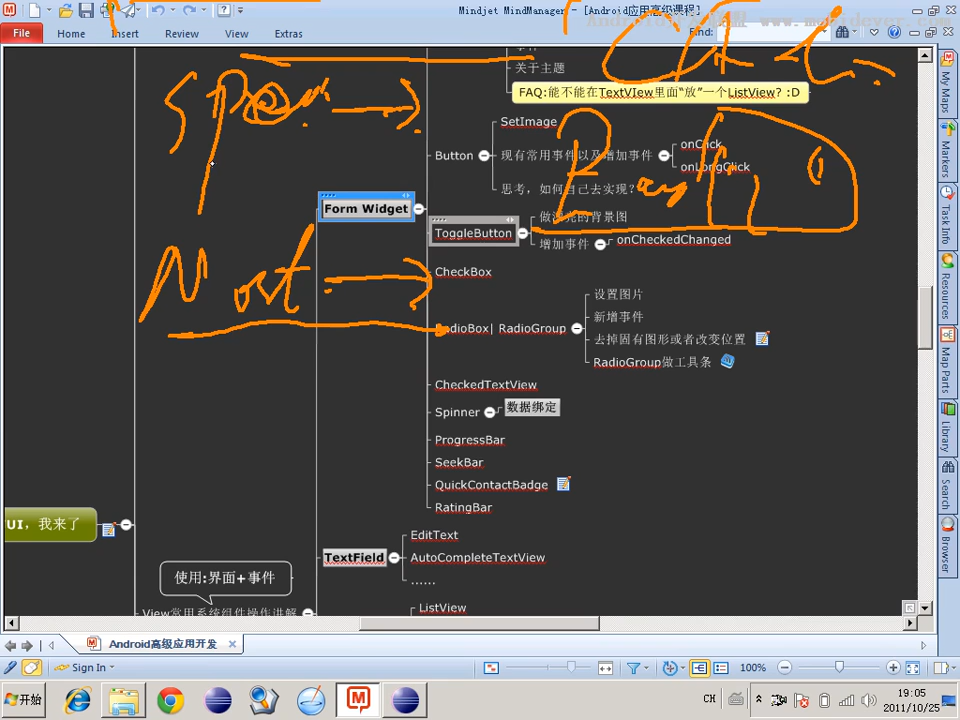 Mindjet MindManager - [Android应用高级课程]
File Home Insert Review View Extras Find:
事件
关于主题
FAQ:能不能在TextVIew里面“放”一个ListView? :D
SetImage
Button 现有常用事件以及增加事件 onClick
onLongClick
思考，如何自己去实现?
Form Widget
ToggleButton
增加事件 onCheckedChanged
CheckBox
RadioGroup
设置图片
新增事件
去掉固有图形或者改变位置
RadioGroup做工具条
CheckedTextView
Spinner 数据绑定
ProgressBar
SeekBar
QuickContactBadge
RatingBar
UI，我来了
TextField
EditText
AutoCompleteTextView
......
使用:界面+事件
View常用系统组件操作讲解
ListView
My Maps
Markers
Task Info
Resources
Map Parts
Library
Search
Browser
Android高级应用开发
Sign In 100%
开始 CH 19:05
2011/10/25